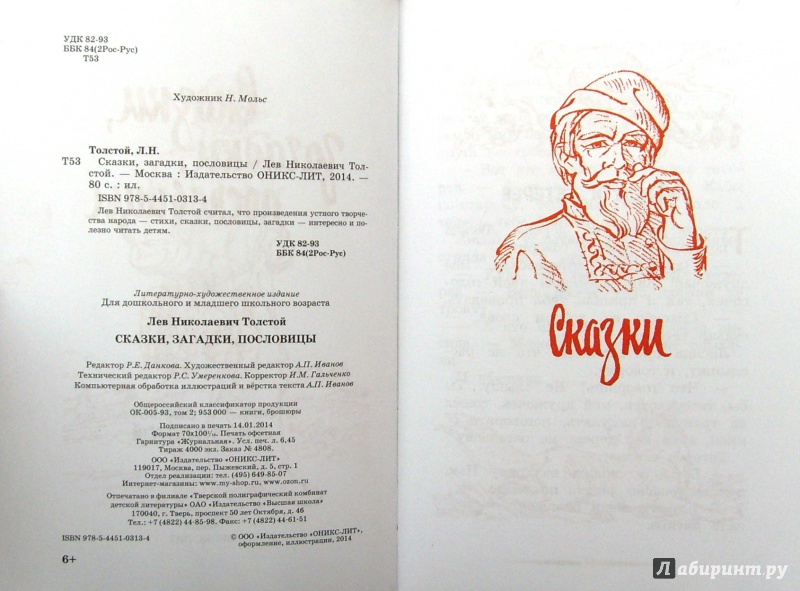 УДК 82-93
ББК 84(2Рос-Рус)
Т53
Художник Н. Мольс
Толстой, Л.Н.
Т53 Сказки, загадки, пословицы / Лев Николаевич Тол-
стой. — Москва : Издательство ОНИКС-ЛИТ, 2014. —
80 с. : ил.
ISBN 978-5-4451-0313-4
Лев Николаевич Толстой считал, что произведения устного творче-
ства народа — стихи, сказки, пословицы, загадки — интересно и по-
лезно читать детям.
УДК 82-93
ББК 84(2Рос-Рус)
Литературно-художественное издание
Для дошкольного и младшего школьного возраста
Лев Николаевич Толстой
СКАЗКИ, ЗАГАДКИ, ПОСЛОВИЦЫ
Редактор Р.Е. Данкова. Художественный редактор А.П. Иванов
Технический редактор Р.С. Умеренкова. Корректор И.М. Гальченко
Компьютерная обработка иллюстраций и вёрстка текста А.П. Иванов
Общероссийский классификатор продукции
ОК-005-93, том 2; 953 000 — книги, брошюры
Подписано в печать 14.01.2014
Формат 70х100 1/16. Печать офсетная
Гарнитура «Журнальная». Усл. печ. л. 6,45
Тираж 4000 экз. Заказ № 4808.
ООО «Издательство «ОНИКС-ЛИТ»
119017, Москва, пер. Пыжевский, д. 5, стр. 1
Отдел реализации: тел. (495) 649-85-07
Интернет-магазины: www.my-shop.ru, www.ozon.ru
Отпечатано в филиале «Тверской полиграфический комбинат
детской литературы» ОАО «Издательство «Высшая школа»
170040, г. Тверь, проспект 50 лет Октября, д. 46
Тел.: +7 (4822) 44-85-98. Факс: +7 (4822) 44-61-51
ISBN 978-5-4451-0313-4
© ООО «Издательство «ОНИКС-ЛИТ»,
оформление, иллюстрации, 2014
6+
Сказки
Лабиринт.ру